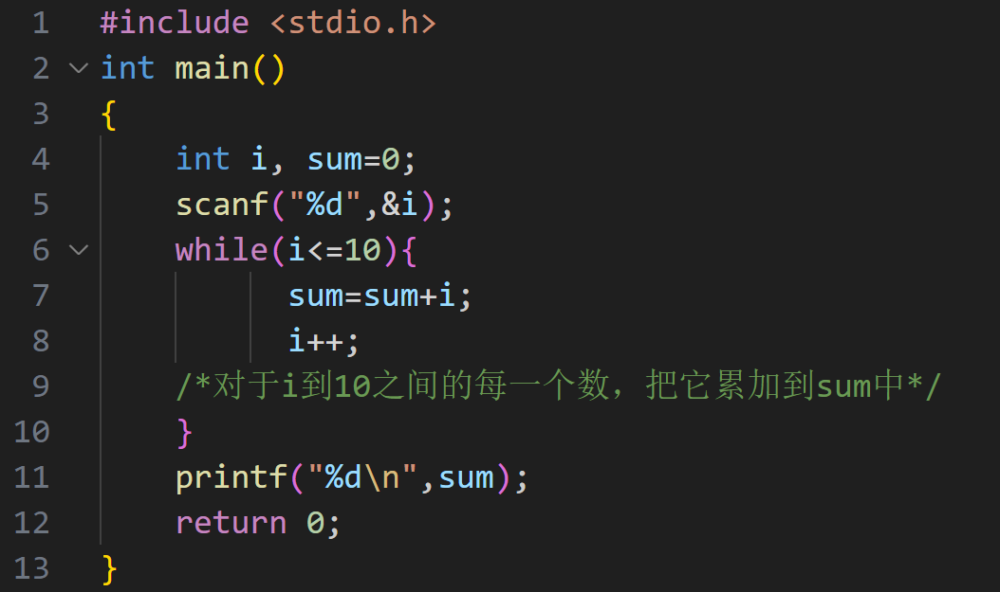 1 #include <stdio.h>
2 int main()
3 {
4 int i, sum=0;
5 scanf("%d",&i);
6 while(i<=10){
7 sum=sum+i;
8 i++;
9 /*对于i到10之间的每一个数，把它累加到sum中*/
10 }
11 printf("%d\n",sum);
12 return 0;
13 }